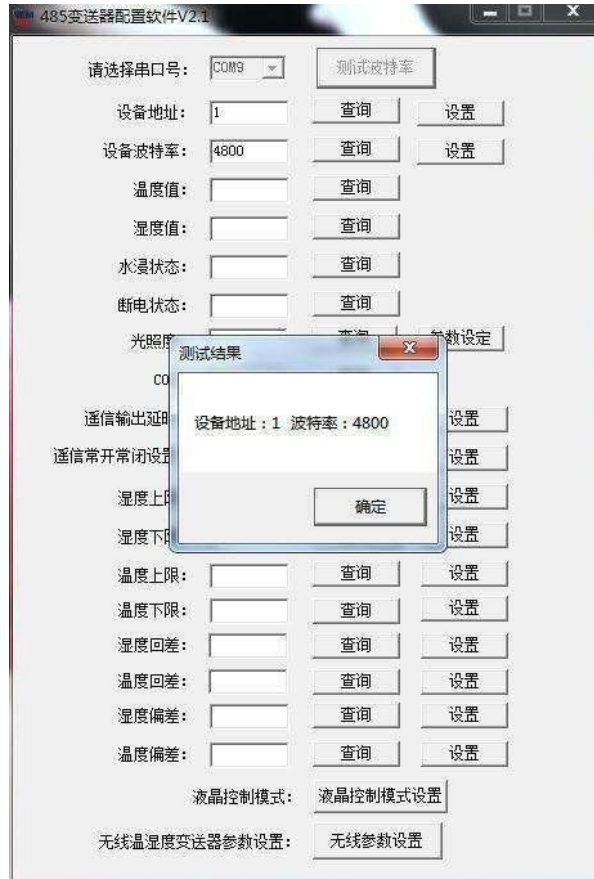 485变送器配置软件V2.1
请选择串口号： COM9 测试波特率
设备地址： 1 查询 设置
设备波特率： 4800 查询 设置
温度值： 查询
湿度值： 查询
水浸状态： 查询
断电状态： 查询
光照度 查询 参数设定
测试结果
CO
设备地址：1 波特率：4800
遥信输出延时 设置
遥信常开常闭设置 设置
湿度上限 设置
确定
湿度下限 设置
温度上限： 查询 设置
温度下限： 查询 设置
湿度回差： 查询 设置
温度回差： 查询 设置
湿度偏差： 查询 设置
温度偏差： 查询 设置
液晶控制模式： 液晶控制模式设置
无线温湿度变送器参数设置： 无线参数设置